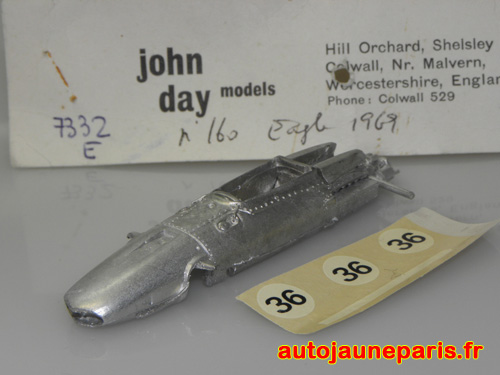 john
day models
Hill Orchard, Shelsley
Colwall, Nr. Malvern,
Worcestershire, Englan
Phone: Colwall 529
7332
E
n°160 Eagle 1969
36 36 36
autojauneparis.fr